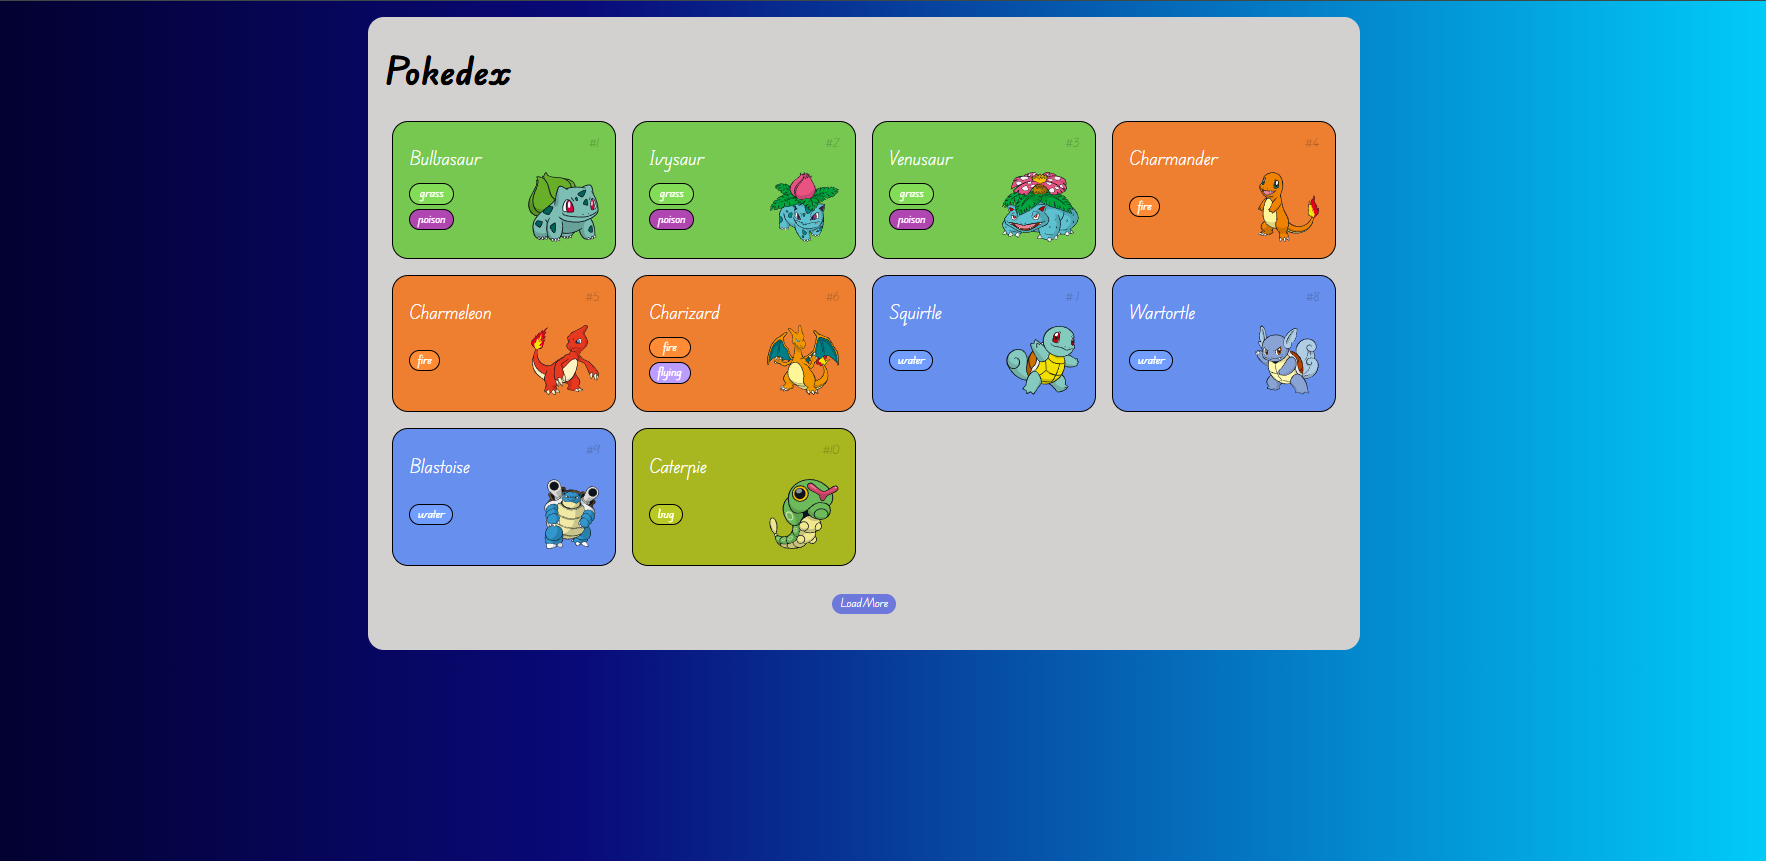 Pokedex
#1
Bulbasaur
grass
poison
#2
Ivysaur
grass
poison
#3
Venusaur
grass
poison
#4
Charmander
fire
#5
Charmeleon
fire
#6
Charizard
fire
flying
#7
Squirtle
water
#8
Wartortle
water
#9
Blastoise
water
#10
Caterpie
bug
Load More